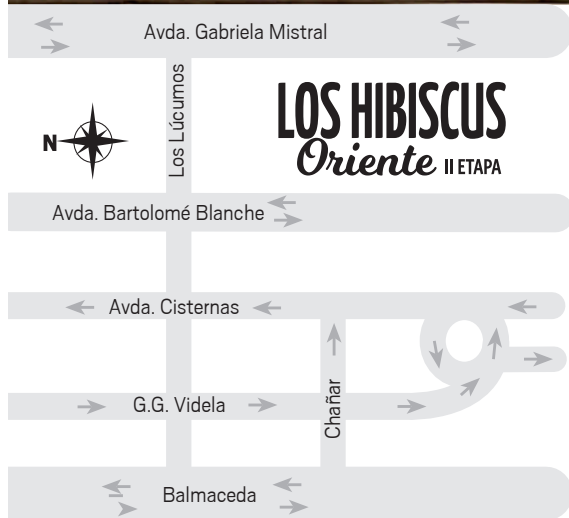 Avda. Gabriela Mistral
Los Lúcumos
LOS HIBISCUS
Oriente II ETAPA
N
Avda. Bartolomé Blanche
Avda. Cisternas
G.G. Videla
Chañar
Balmaceda